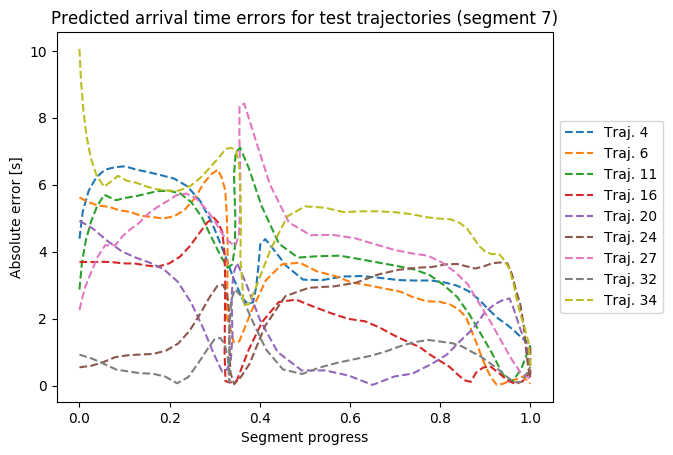 Predicted arrival time errors for test trajectories (segment 7)
Absolute error [s]
10
8
6
4
2
0
0.0 0.2 0.4 0.6 0.8 1.0
Segment progress
Traj. 4
Traj. 6
Traj. 11
Traj. 16
Traj. 20
Traj. 24
Traj. 27
Traj. 32
Traj. 34